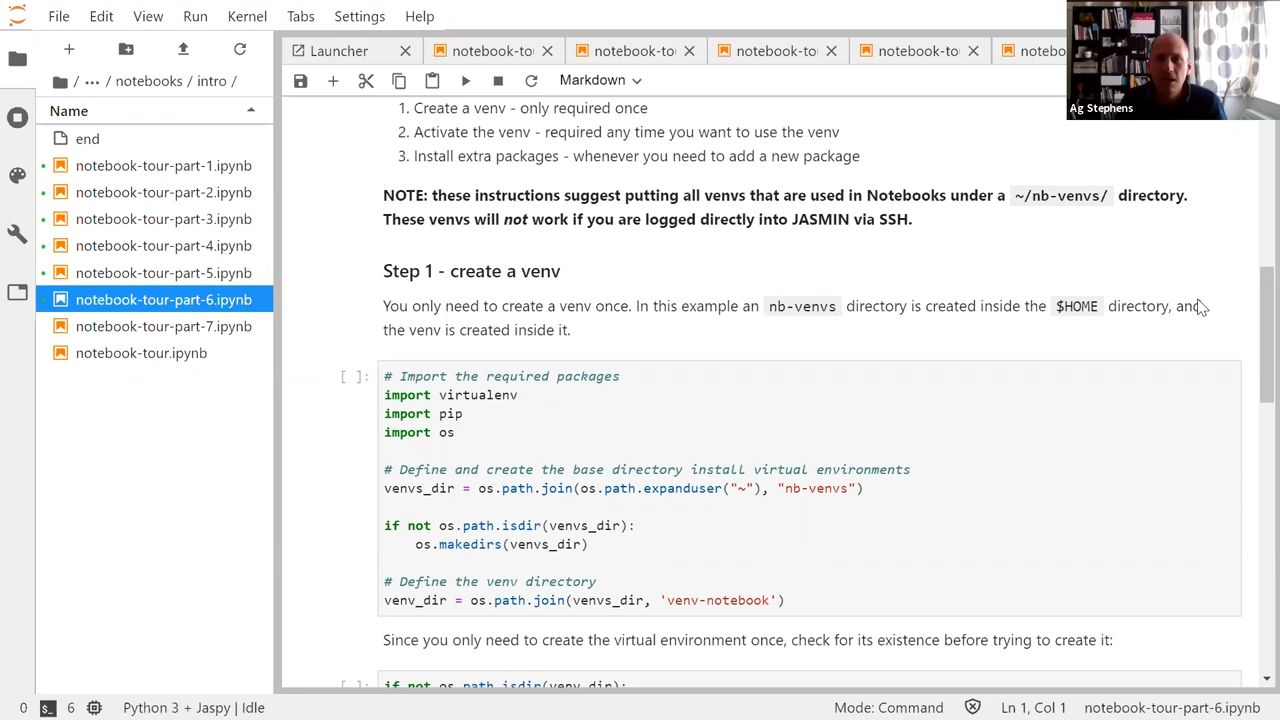 File Edit View Run Kernel Tabs Settings Help
Launcher notebook-to notebook-to notebook-to notebook-to noteb
/ ... / notebooks / intro /
Markdown
Ag Stephens
Name
end
notebook-tour-part-1.ipynb
notebook-tour-part-2.ipynb
notebook-tour-part-3.ipynb
notebook-tour-part-4.ipynb
notebook-tour-part-5.ipynb
notebook-tour-part-6.ipynb
notebook-tour-part-7.ipynb
notebook-tour.ipynb
1. Create a venv - only required once
2. Activate the venv - required any time you want to use the venv
3. Install extra packages - whenever you need to add a new package
NOTE: these instructions suggest putting all venvs that are used in Notebooks under a ~/nb-venvs/ directory.
These venvs will not work if you are logged directly into JASMIN via SSH.
Step 1 - create a venv
You only need to create a venv once. In this example an nb-venvs directory is created inside the $HOME directory, and
the venv is created inside it.
[ ]:
# Import the required packages
import virtualenv
import pip
import os
# Define and create the base directory install virtual environments
venvs_dir = os.path.join(os.path.expanduser("~"), "nb-venvs")
if not os.path.isdir(venvs_dir):
os.makedirs(venvs_dir)
# Define the venv directory
venv_dir = os.path.join(venvs_dir, 'venv-notebook')
Since you only need to create the virtual environment once, check for its existence before trying to create it:
[ ]: if not os.path.isdir(venv_dir):
0 6 Python 3 + Jaspy | Idle Mode: Command Ln 1, Col 1 notebook-tour-part-6.ipynb